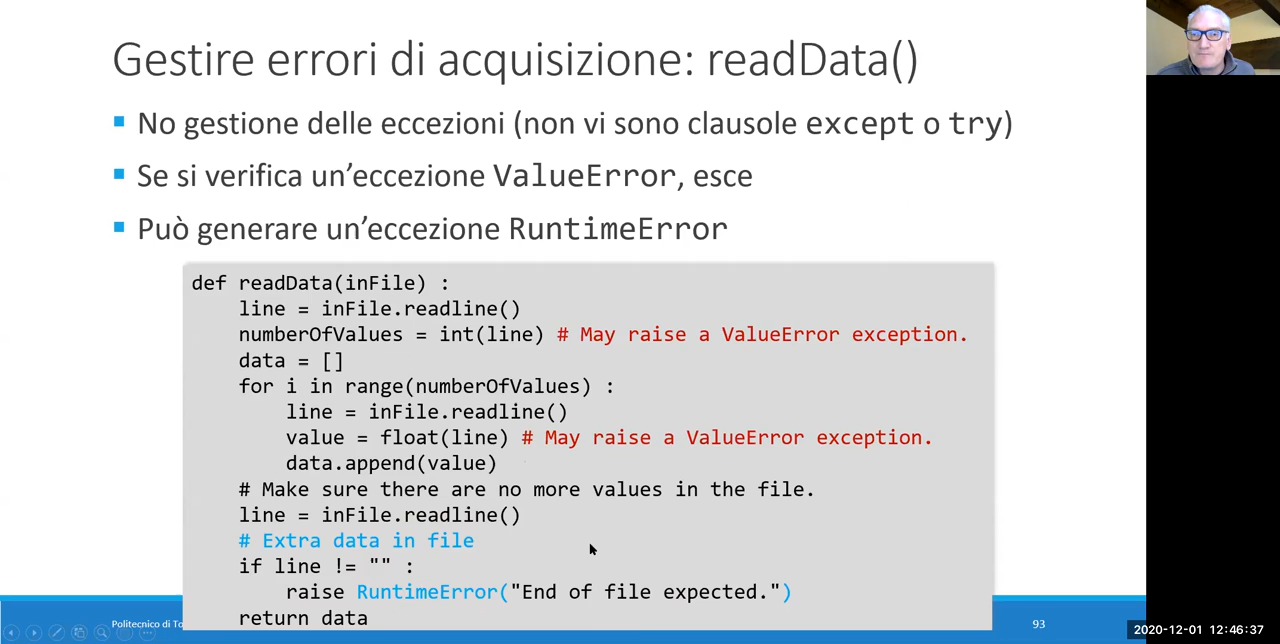 Gestire errori di acquisizione: readData()
▪ No gestione delle eccezioni (non vi sono clausole except o try)
▪ Se si verifica un'eccezione ValueError, esce
▪ Può generare un'eccezione RuntimeError
def readData(inFile) :
    line = inFile.readline()
    numberOfValues = int(line) # May raise a ValueError exception.
    data = []
    for i in range(numberOfValues) :
        line = inFile.readline()
        value = float(line) # May raise a ValueError exception.
        data.append(value)
    # Make sure there are no more values in the file.
    line = inFile.readline()
    # Extra data in file
    if line != "" :
        raise RuntimeError("End of file expected.")
    return data
Politecnico di To
93
2020-12-01 12:46:37